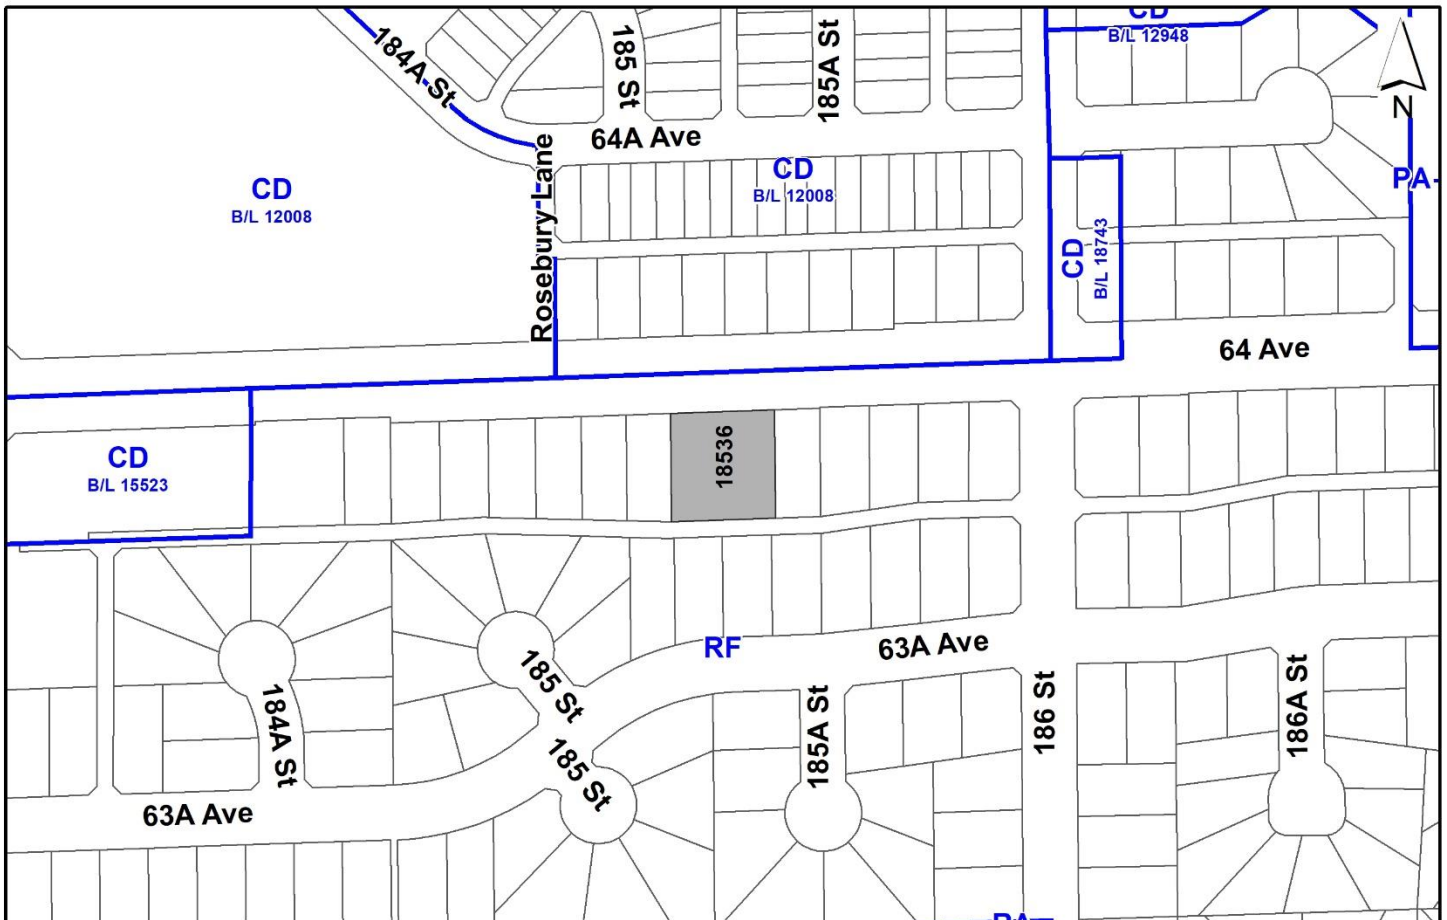 CD
B/L 12948
184A St
185 St
185A St
N
64A Ave
Rosebury Lane
CD
B/L 12008
CD
B/L 12008
PA
CD
B/L 18743
64 Ave
18536
CD
B/L 15523
RF
63A Ave
185 St
184A St
185A St
186 St
186A St
185 St
63A Ave
RA